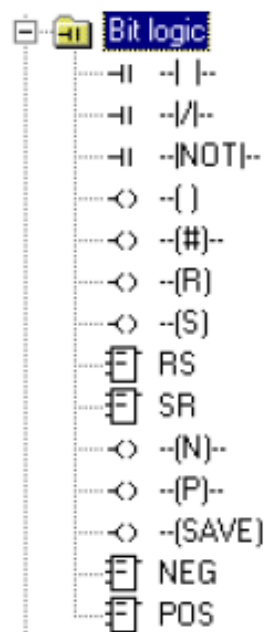 Bit logic
--| |--
--|/|--
--|NOT|--
--( )
--(#)--
--(R)
--(S)
RS
SR
--(N)--
--(P)--
--(SAVE)
NEG
POS